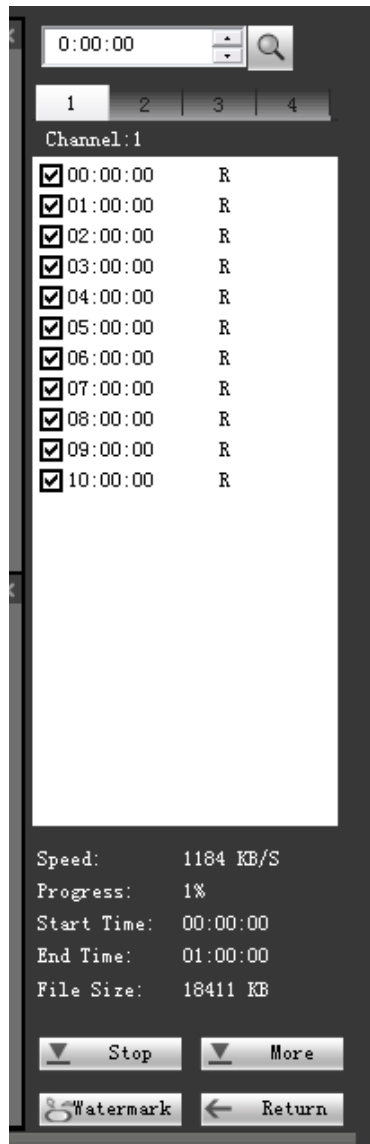 0:00:00
1 2 3 4
Channel:1
00:00:00 R
01:00:00 R
02:00:00 R
03:00:00 R
04:00:00 R
05:00:00 R
06:00:00 R
07:00:00 R
08:00:00 R
09:00:00 R
10:00:00 R
Speed: 1184 KB/S
Progress: 1%
Start Time: 00:00:00
End Time: 01:00:00
File Size: 18411 KB
Stop More
Watermark Return